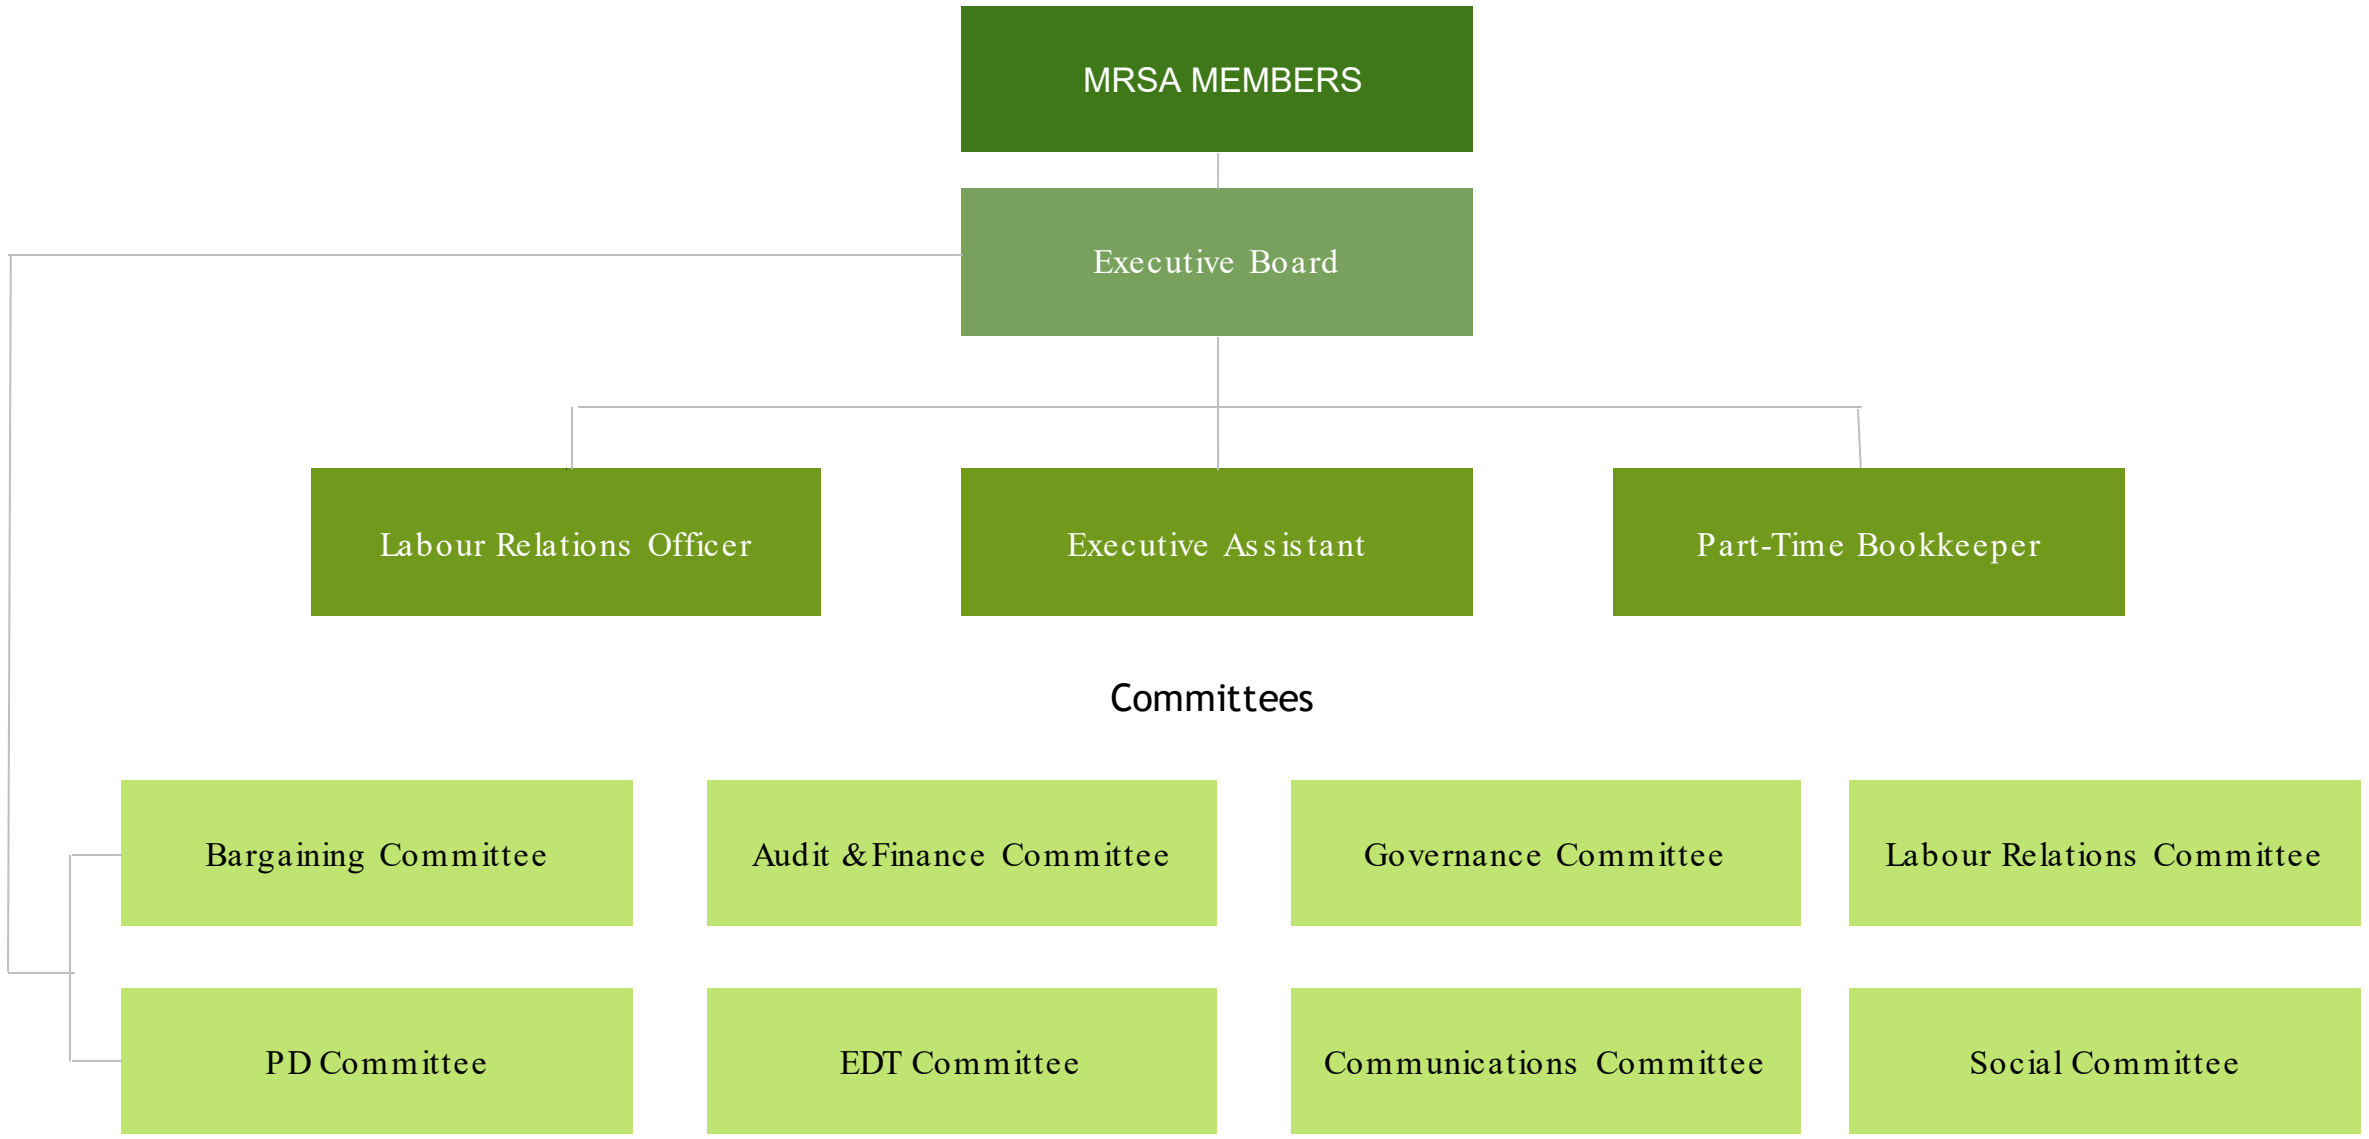 MRSA MEMBERS
Executive Board
Labour Relations Officer
Executive Assistant
Part-Time Bookkeeper
Committees
Bargaining Committee
Audit & Finance Committee
Governance Committee
Labour Relations Committee
PD Committee
EDT Committee
Communications Committee
Social Committee